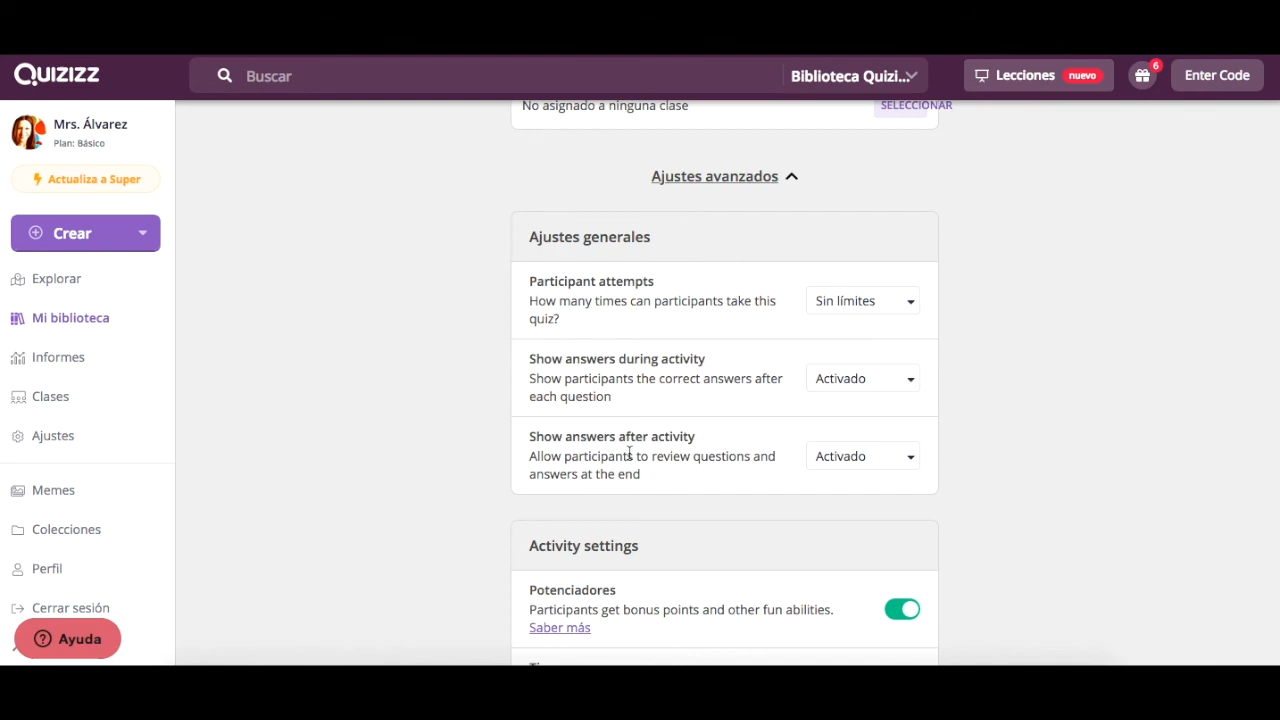 QUIZIZZ
Buscar
Biblioteca Quizi...
Lecciones nuevo
6
Enter Code
Mrs. Álvarez
Plan: Básico
Actualiza a Super
Crear
Explorar
Mi biblioteca
Informes
Clases
Ajustes
Memes
Colecciones
Perfil
Cerrar sesión
Ayuda
No asignado a ninguna clase
SELECCIONAR
Ajustes avanzados
Ajustes generales
Participant attempts
How many times can participants take this
quiz?
Sin límites
Show answers during activity
Show participants the correct answers after
each question
Activado
Show answers after activity
Allow participants to review questions and
answers at the end
Activado
Activity settings
Potenciadores
Participants get bonus points and other fun abilities.
Saber más